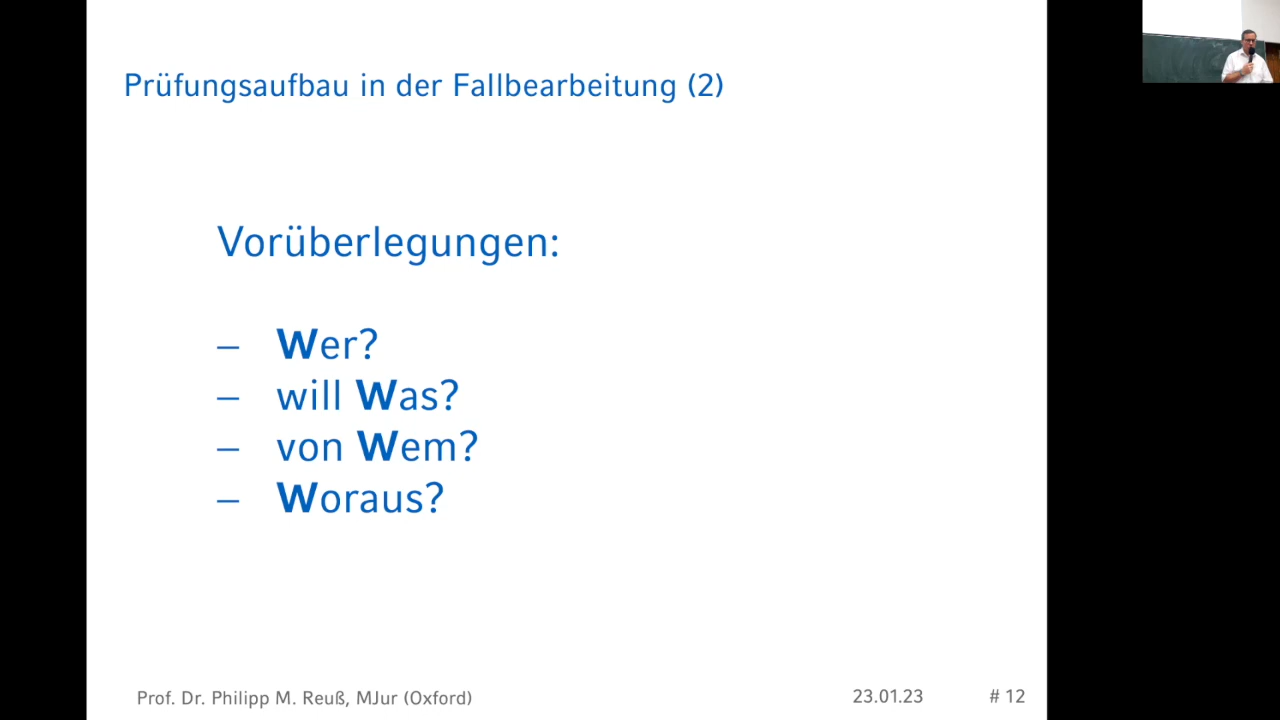 Prüfungsaufbau in der Fallbearbeitung (2)
Vorüberlegungen:
– Wer?
– will Was?
– von Wem?
– Woraus?
Prof. Dr. Philipp M. Reuß, MJur (Oxford) 23.01.23 # 12